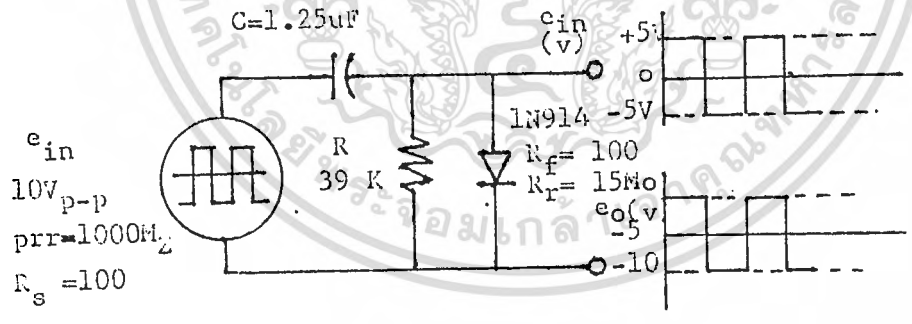 C=1.25uF
e_in
(v)
+5v
o
-5V
1N914
R_f= 100
R_r= 15Mo
e_in
10V_p-p
prr=1000H_z
R_s =100
R
39 K
e_o(v
-5
-10